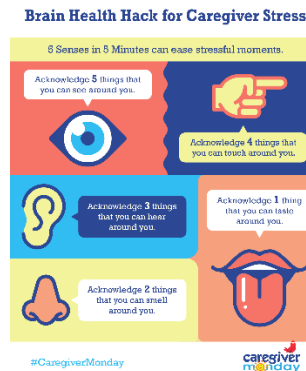 Brain Health Hack for Caregiver Stress
5 Senses in 5 Minutes can ease stressful moments.
Acknowledge 5 things that
you can see around you.
Acknowledge 4 things that
you can touch around you.
Acknowledge 3 things
that you can hear
around you.
Acknowledge 1 thing
that you can taste
around you.
Acknowledge 2 things
that you can smell
around you.
#CaregiverMonday
caregiver
monday